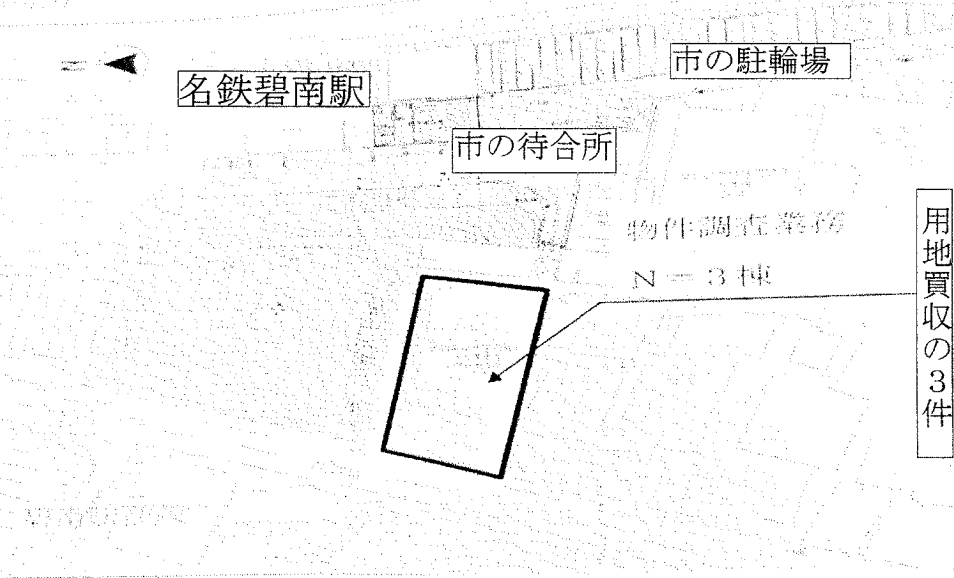 市の駐輪場
名鉄碧南駅
市の待合所
物件調査業務
N = 3棟
用地買収の3件